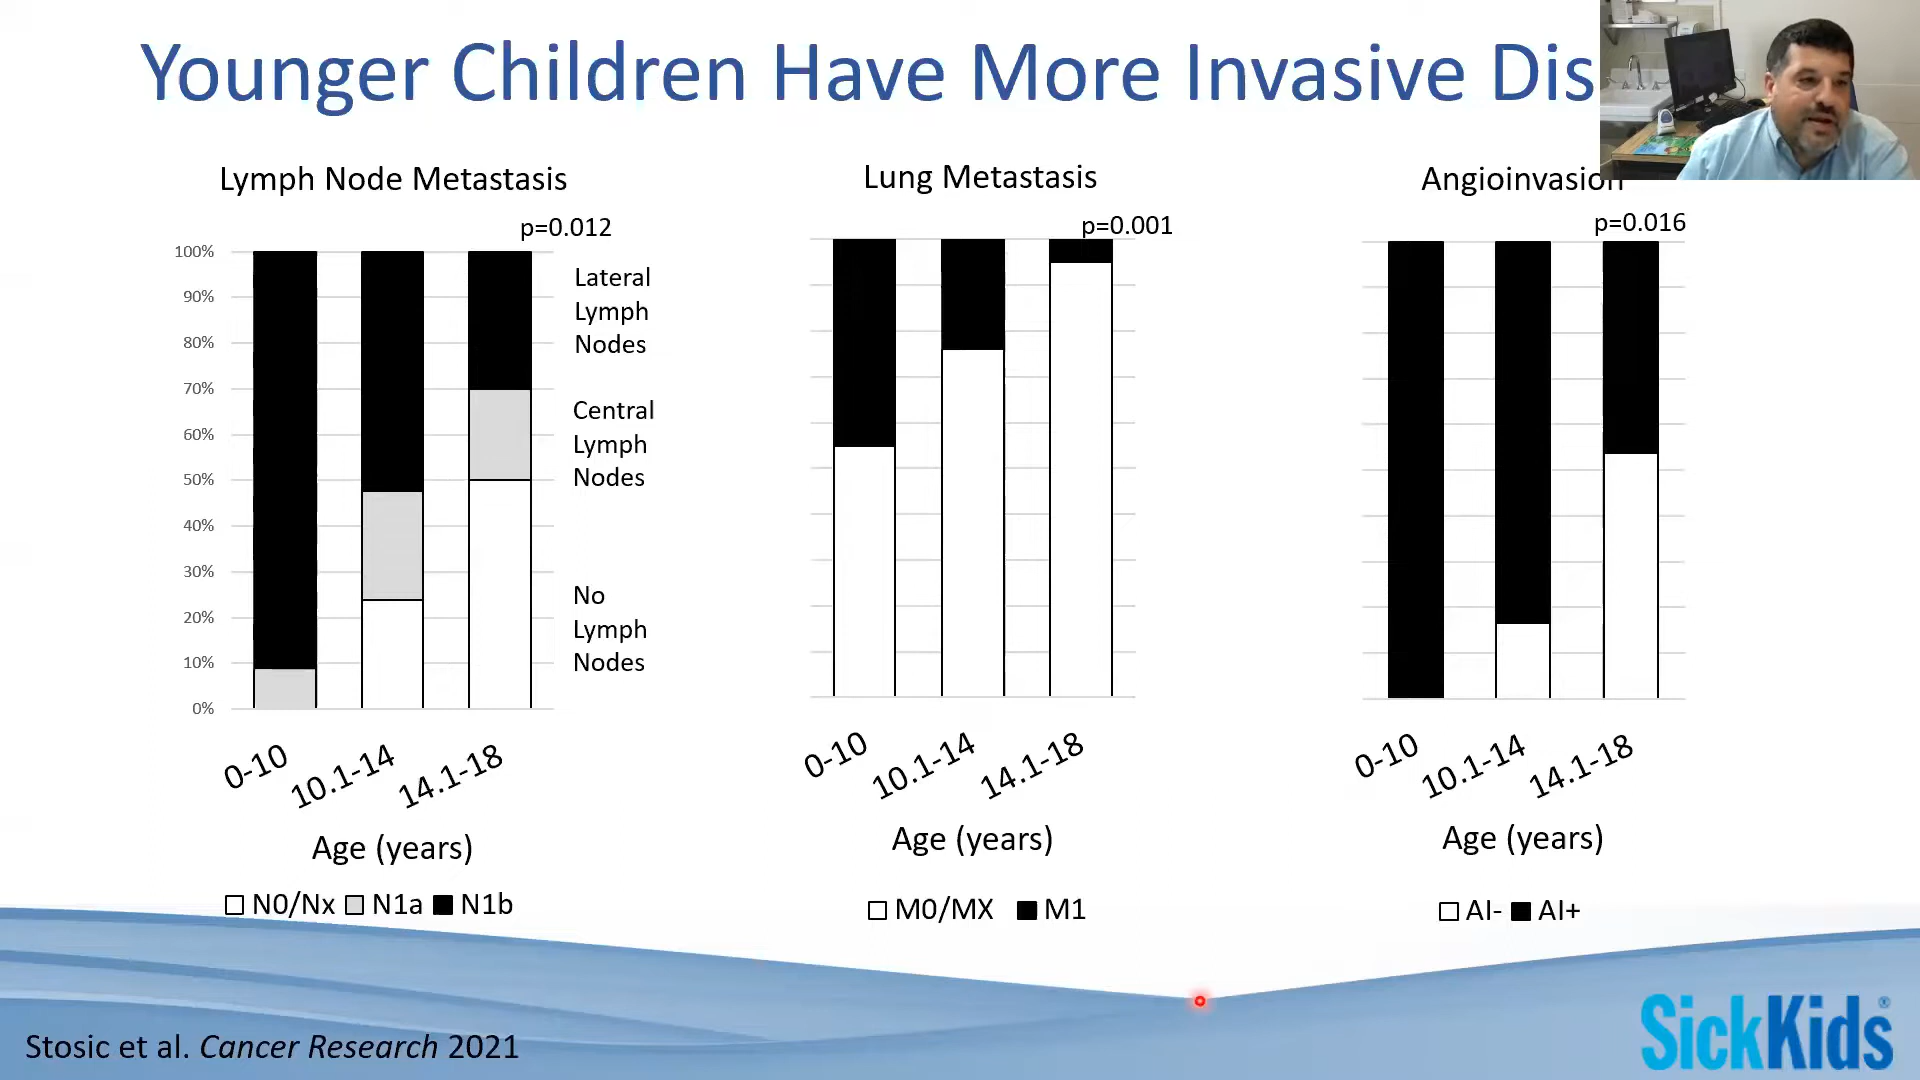 Younger Children Have More Invasive Dis
Lymph Node Metastasis
p=0.012
100%
90%
80%
70%
60%
50%
40%
30%
20%
10%
0%
Lateral
Lymph
Nodes
Central
Lymph
Nodes
No
Lymph
Nodes
0-10
10.1-14
14.1-18
Age (years)
N0/Nx N1a N1b
Lung Metastasis
p=0.001
0-10
10.1-14
14.1-18
Age (years)
M0/MX M1
Angioinvasion
p=0.016
0-10
10.1-14
14.1-18
Age (years)
AI- AI+
Stosic et al. Cancer Research 2021
SickKids®